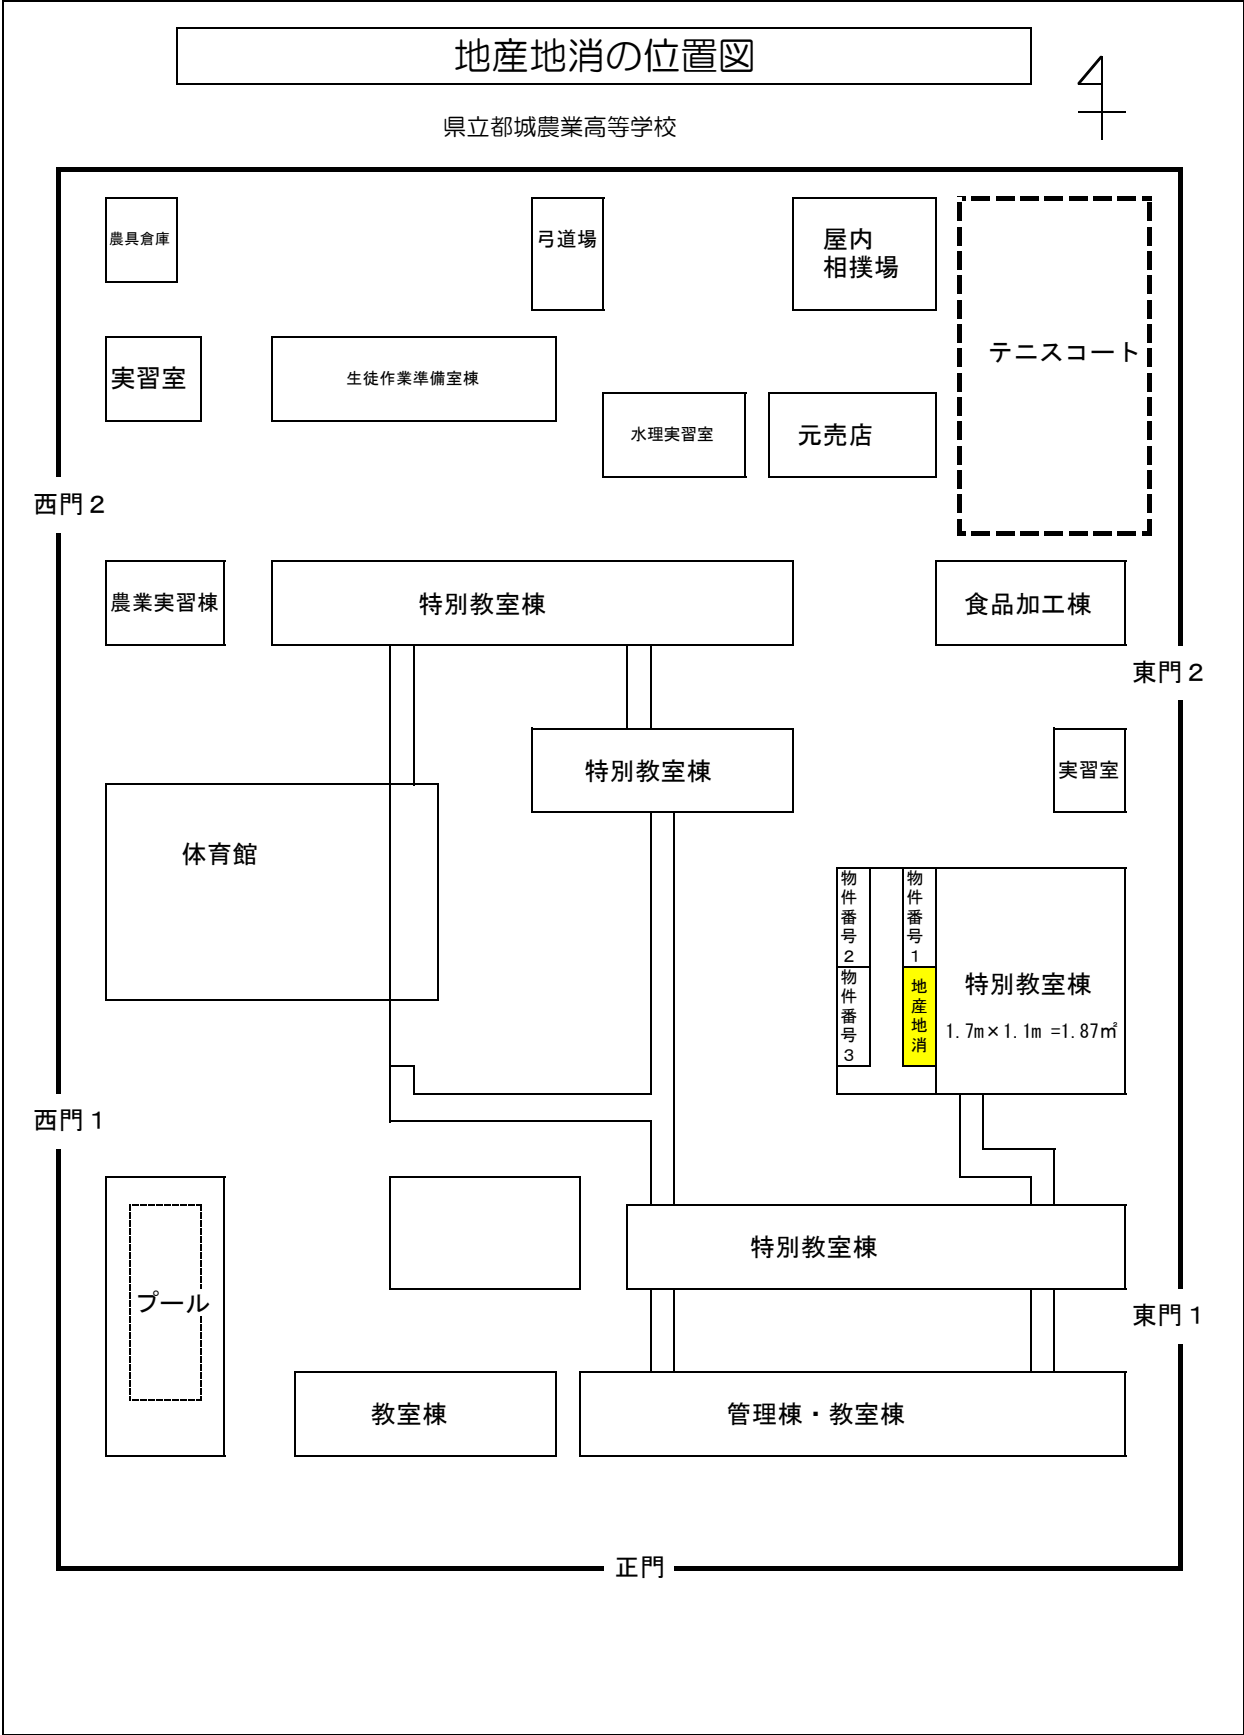 地産地消の位置図
県立都城農業高等学校
農具倉庫
弓道場
屋内
相撲場
テニスコート
実習室
生徒作業準備室棟
水理実習室
元売店
西門２
農業実習棟
特別教室棟
食品加工棟
東門２
特別教室棟
実習室
体育館
物件番号２
物件番号１
物件番号３
地産地消
特別教室棟
1.7m×1.1m =1.87㎡
西門１
特別教室棟
プール
東門１
教室棟
管理棟・教室棟
正門